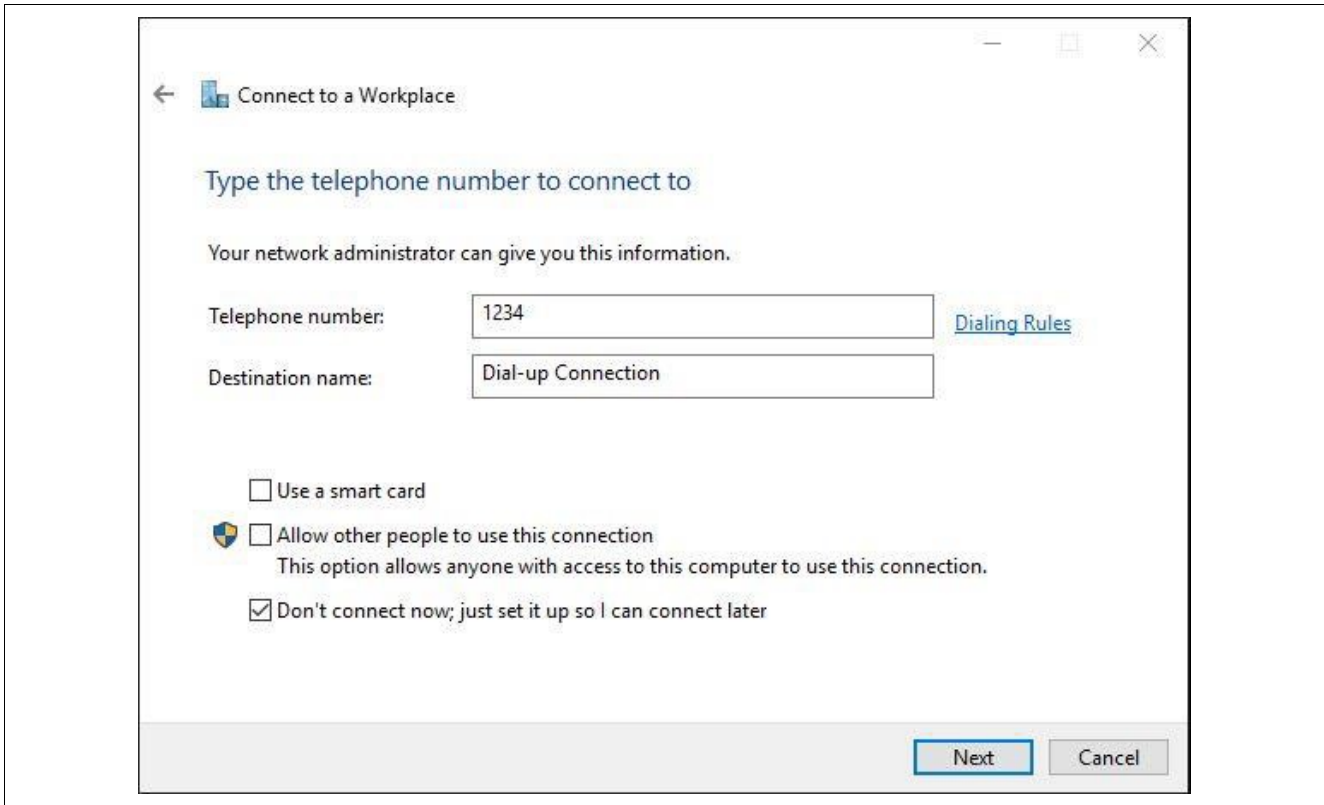 Connect to a Workplace
Type the telephone number to connect to
Your network administrator can give you this information.
Telephone number: 1234 Dialing Rules
Destination name: Dial-up Connection
Use a smart card
Allow other people to use this connection
This option allows anyone with access to this computer to use this connection.
Don't connect now; just set it up so I can connect later
Next Cancel